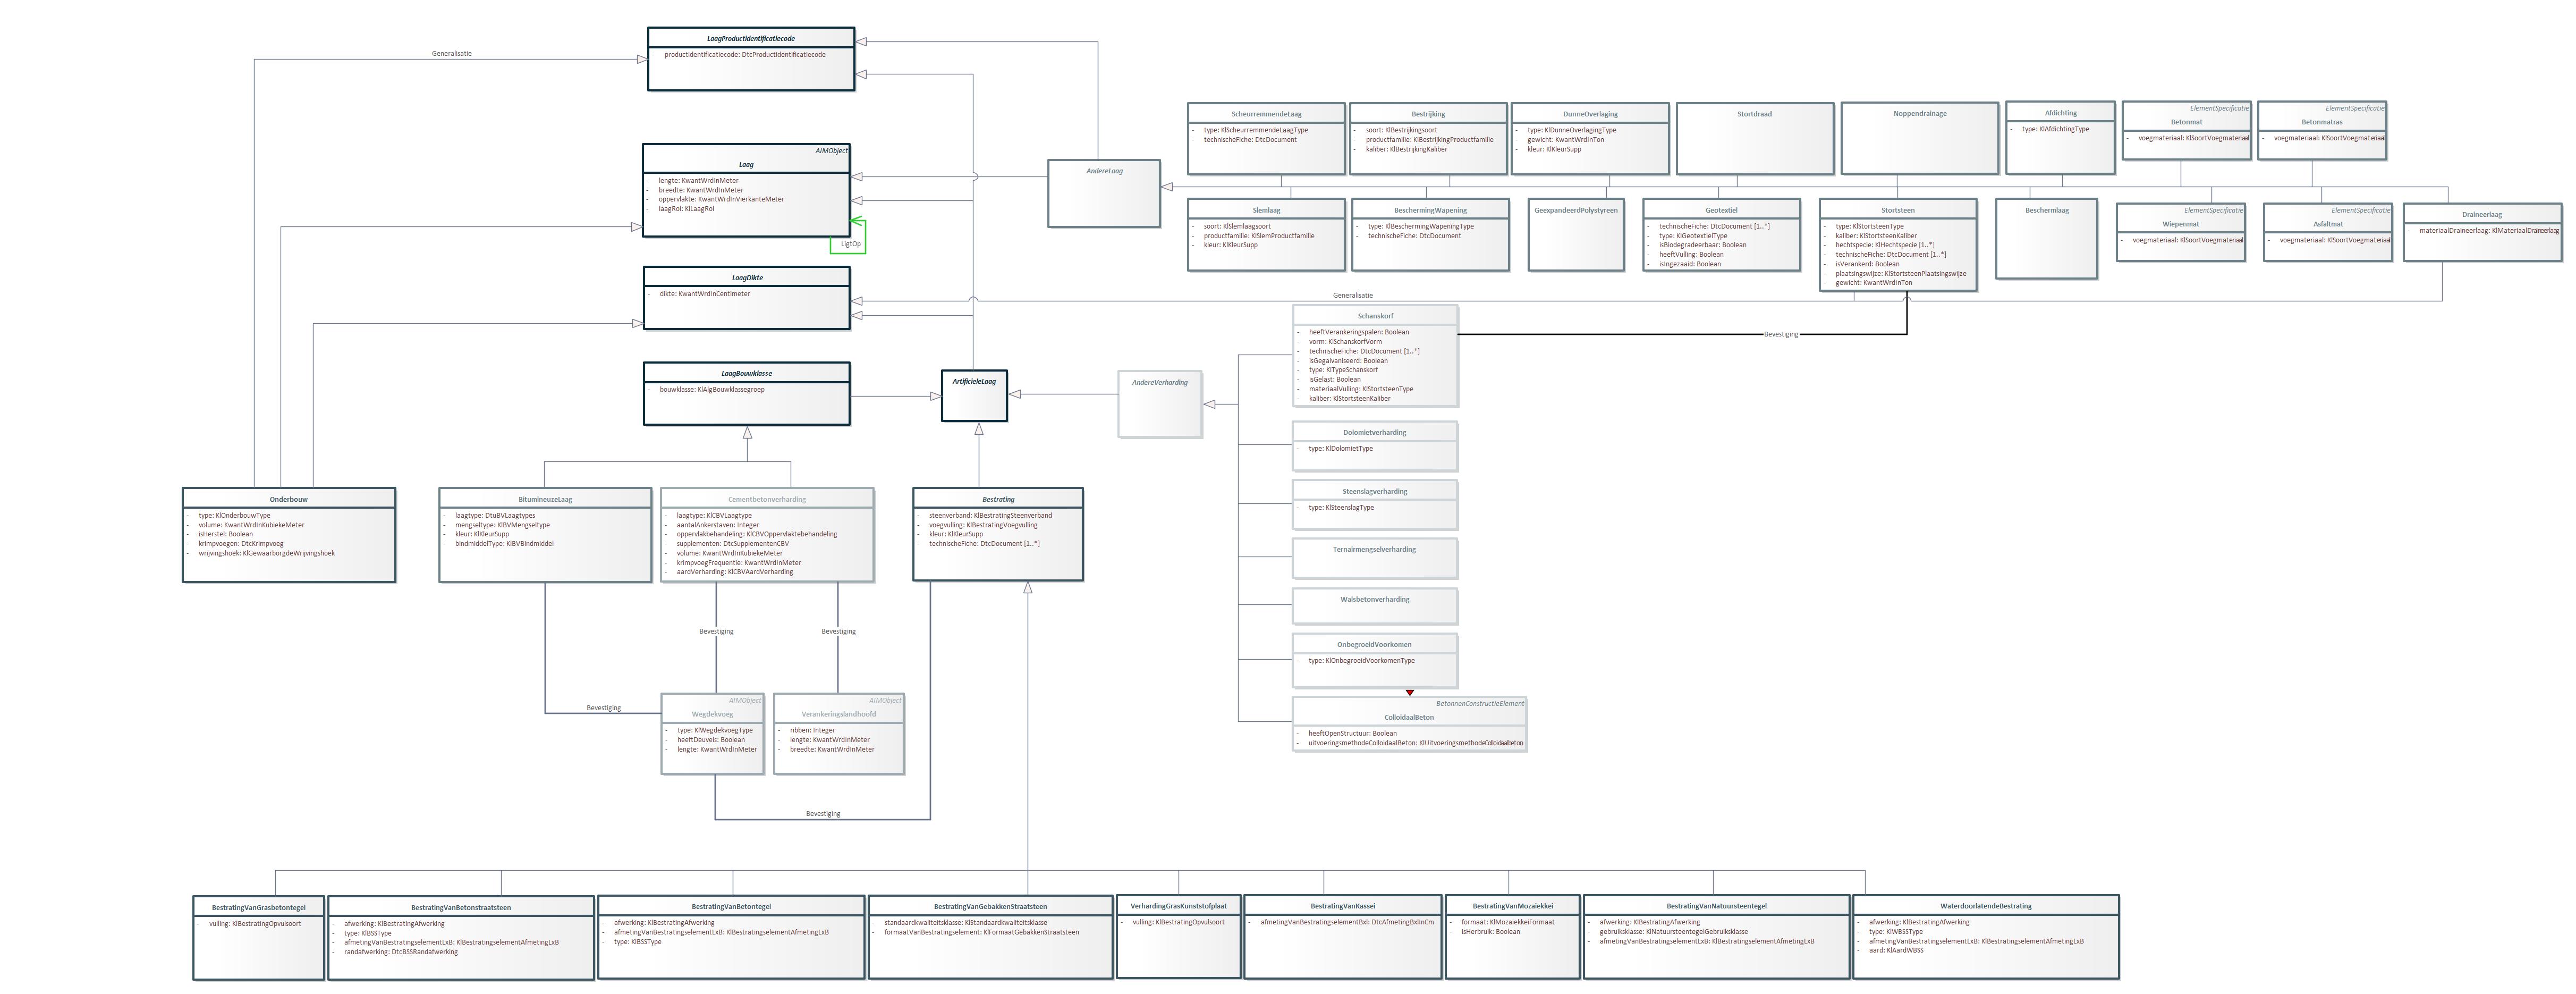 LaagProductidentificatiecode
- productidentificatiecode: DtcProductidentificatiecode
Generalisatie
AIMObject
Laag
- lengte: KwantWrdInMeter
- breedte: KwantWrdInMeter
- oppervlakte: KwantWrdInVierkanteMeter
- laagRol: KlLaagRol
LigtOp
AndereLaag
ScheurremmendeLaag
- type: KlScheurremmendeLaagType
- technischeFiche: DtcDocument
Bestrijking
- soort: KlBestrijkingsoort
- productfamilie: KlBestrijkingProductfamilie
- kaliber: KlBestrijkingKaliber
DunneOverlaging
- type: KlDunneOverlagingType
- gewicht: KwantWrdInTon
- kleur: KlKleurSupp
Stortdraad
Noppendrainage
Afdichting
- type: KlAfdichtingType
ElementSpecificatie
Betonmat
- voegmateriaal: KlSoortVoegmateriaal
ElementSpecificatie
Betonmatras
- voegmateriaal: KlSoortVoegmateriaal
Slemlaag
- soort: KlSlemlaagsoort
- productfamilie: KlSlemProductfamilie
- kleur: KlKleurSupp
BeschermingWapening
- type: KlBeschermingWapeningType
- technischeFiche: DtcDocument
GeexpandeerdPolystyreen
Geotextiel
- technischeFiche: DtcDocument [1..*]
- type: KlGeotextielType
- isBiodegradeerbaar: Boolean
- heeftVulling: Boolean
- isIngezaaid: Boolean
Stortsteen
- type: KlStortsteenType
- kaliber: KlStortsteenKaliber
- hechtspecie: KlHechtspecie [1..*]
- technischeFiche: DtcDocument [1..*]
- isVerankerd: Boolean
- plaatsingswijze: KlStortsteenPlaatsingswijze
- gewicht: KwantWrdInTon
Beschermlaag
ElementSpecificatie
Wiepenmat
- voegmateriaal: KlSoortVoegmateriaal
ElementSpecificatie
Asfaltmat
- voegmateriaal: KlSoortVoegmateriaal
Draineerlaag
- materiaalDraineerlaag: KlMateriaalDraineerlaag
LaagDikte
- dikte: KwantWrdInCentimeter
Generalisatie
Bevestiging
Schanskorf
- heeftVerankeringspalen: Boolean
- vorm: KlSchanskorfVorm
- technischeFiche: DtcDocument [1..*]
- isGegalvaniseerd: Boolean
- type: KlTypeSchanskorf
- isGelast: Boolean
- materiaalVulling: KlStortsteenType
- kaliber: KlStortsteenKaliber
LaagBouwklasse
- bouwklasse: KlAlgBouwklassegroep
ArtificieleLaag
AndereVerharding
Dolomietverharding
- type: KlDolomietType
Steenslagverharding
- type: KlSteenslagType
Ternairmengselverharding
Walsbetonverharding
OnbegroeidVoorkomen
- type: KlOnbegroeidVoorkomenType
BetonnenConstructieElement
ColloidaalBeton
- heeftOpenStructuur: Boolean
- uitvoeringsmethodeColloidaalBeton: KlUitvoeringsmethodeColloidaalbeton
Onderbouw
- type: KlOnderbouwType
- volume: KwantWrdInKubiekeMeter
- isHerstel: Boolean
- krimpvoegen: DtcKrimpvoeg
- wrijvingshoek: KlGewaarborgdeWrijvingshoek
BitumineuzeLaag
- laagtype: DtuBVLaagtypes
- mengseltype: KlBVMengseltype
- kleur: KlKleurSupp
- bindmiddelType: KlBVBindmiddel
Cementbetonverharding
- laagtype: KlCBVLaagtype
- aantalAnkerstaven: Integer
- oppervlakbehandeling: KlCBVOppervlaktebehandeling
- supplementen: DtcSupplementenCBV
- volume: KwantWrdInKubiekeMeter
- krimpvoegFrequentie: KwantWrdInMeter
- aardVerharding: KlCBVAardVerharding
Bestrating
- steenverband: KlBestratingSteenverband
- voegvulling: KlBestratingVoegvulling
- kleur: KlKleurSupp
- technischeFiche: DtcDocument [1..*]
Bevestiging
Bevestiging
Bevestiging
AIMObject
Wegdekvoeg
- type: KlWegdekvoegType
- heeftDeuvels: Boolean
- lengte: KwantWrdInMeter
AIMObject
Verankeringslandhoofd
- ribben: Integer
- lengte: KwantWrdInMeter
- breedte: KwantWrdInMeter
Bevestiging
BestratingVanGrasbetontegel
- vulling: KlBestratingOpvulsoort
BestratingVanBetonstraatsteen
- afwerking: KlBestratingAfwerking
- type: KlBSSType
- afmetingVanBestratingselementLxB: KlBestratingselementAfmetingLxB
- randafwerking: DtcBSSRandafwerking
BestratingVanBetontegel
- afwerking: KlBestratingAfwerking
- afmetingVanBestratingselementLxB: KlBestratingselementAfmetingLxB
- type: KlBSSType
BestratingVanGebakkenStraatsteen
- standaardkwaliteitsklasse: KlStandaardkwaliteitsklasse
- formaatVanBestratingselement: KlFormaatGebakkenStraatsteen
VerhardingGrasKunststofplaat
- vulling: KlBestratingOpvulsoort
BestratingVanKassei
- afmetingVanBestratingselementBxl: DtcAfmetingBxlInCm
BestratingVanMozaiekkei
- formaat: KlMozaiekkeiFormaat
- isHerbruik: Boolean
BestratingVanNatuursteentegel
- afwerking: KlBestratingAfwerking
- gebruiksklasse: KlNatuursteentegelGebruiksklasse
- afmetingVanBestratingselementLxB: KlBestratingselementAfmetingLxB
WaterdoorlatendeBestrating
- afwerking: KlBestratingAfwerking
- type: KlWBSSType
- afmetingVanBestratingselementLxB: KlBestratingselementAfmetingLxB
- aard: KlAardWBSS